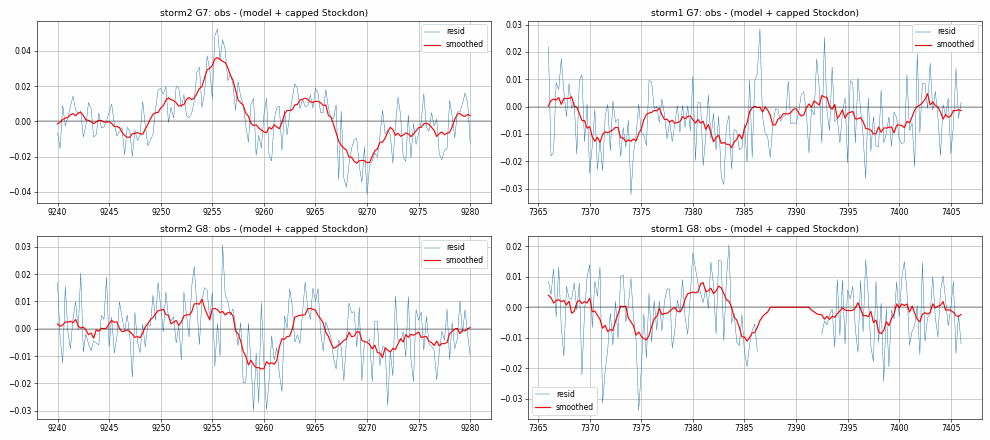 storm2 G7: obs - (model + capped Stockdon)
resid
smoothed
0.04
0.02
0.00
−0.02
−0.04
9240 9245 9250 9255 9260 9265 9270 9275 9280
storm1 G7: obs - (model + capped Stockdon)
resid
smoothed
0.03
0.02
0.01
0.00
−0.01
−0.02
−0.03
7365 7370 7375 7380 7385 7390 7395 7400 7405
storm2 G8: obs - (model + capped Stockdon)
resid
smoothed
0.03
0.02
0.01
0.00
−0.01
−0.02
−0.03
9240 9245 9250 9255 9260 9265 9270 9275 9280
storm1 G8: obs - (model + capped Stockdon)
0.02
0.01
0.00
−0.01
−0.02
−0.03
resid
smoothed
7365 7370 7375 7380 7385 7390 7395 7400 7405